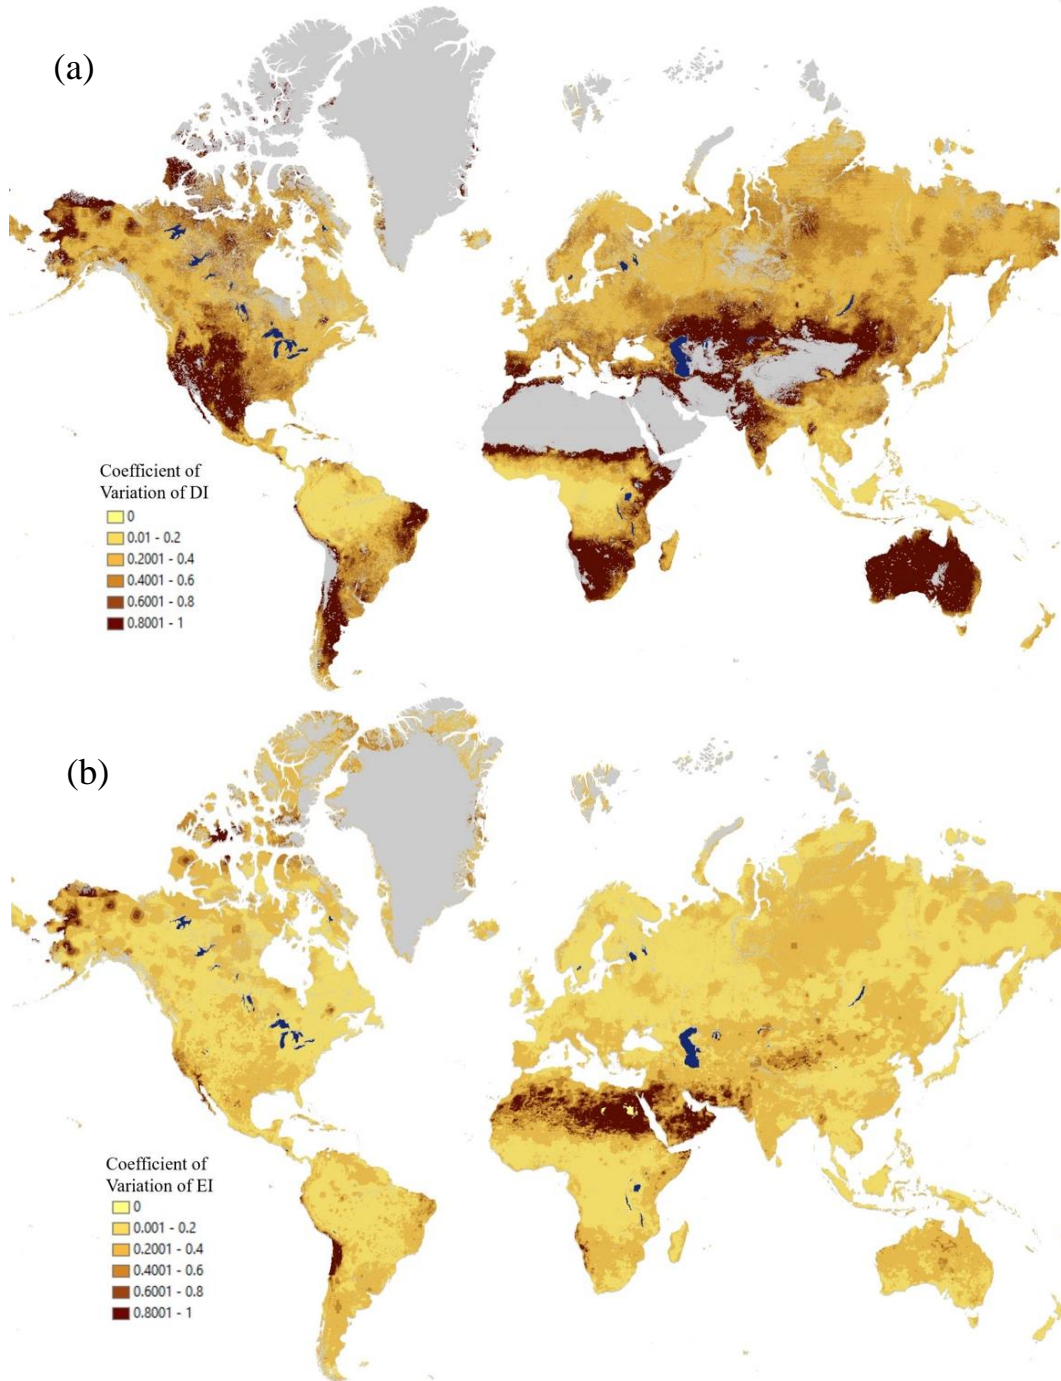 (a)
Coefficient of
Variation of DI
0
0.01 - 0.2
0.2001 - 0.4
0.4001 - 0.6
0.6001 - 0.8
0.8001 - 1
(b)
Coefficient of
Variation of EI
0
0.001 - 0.2
0.2001 - 0.4
0.4001 - 0.6
0.6001 - 0.8
0.8001 - 1